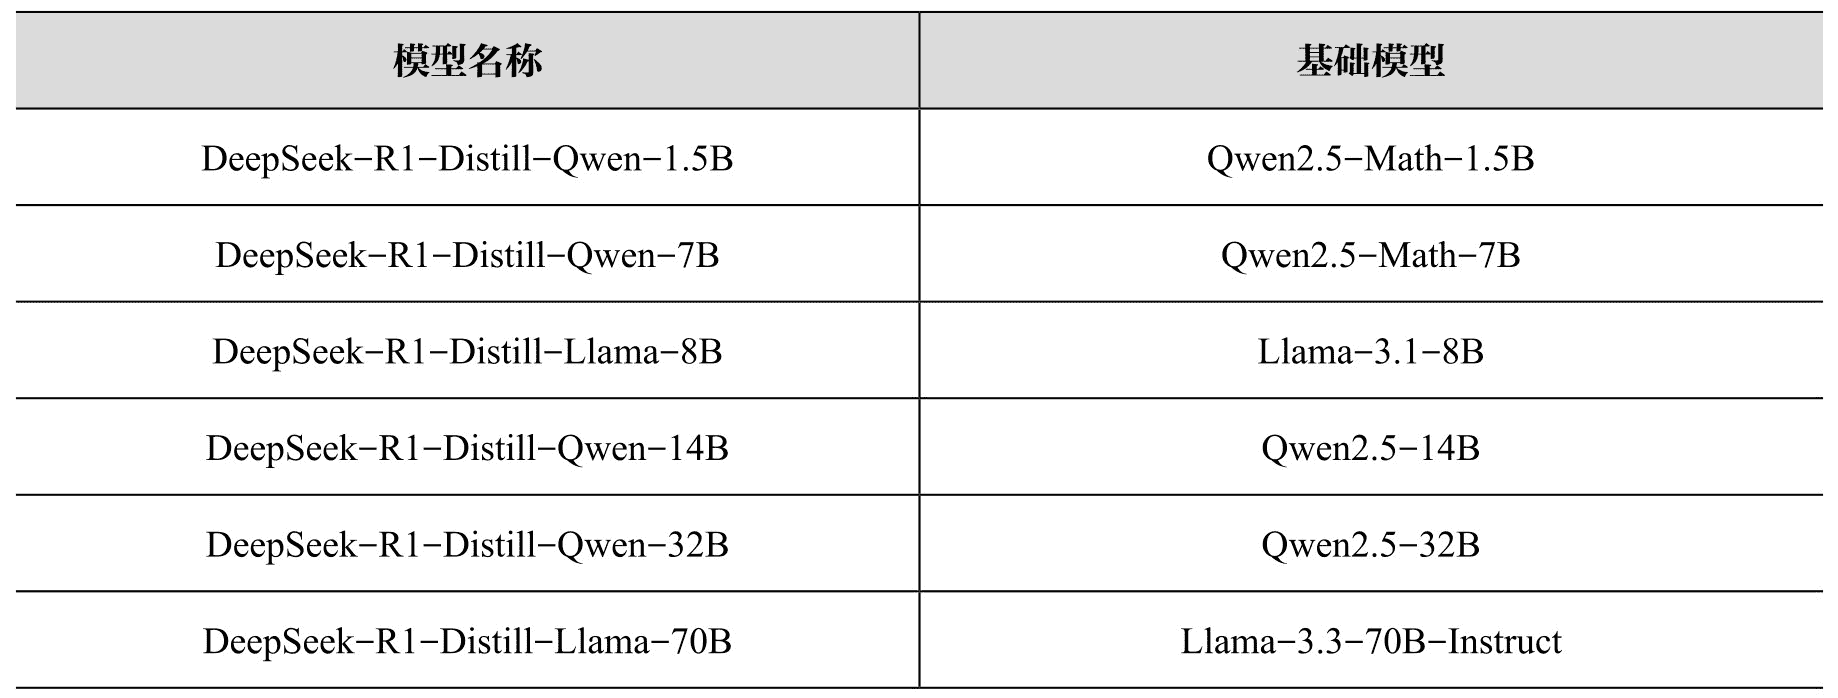 模型名称 基础模型
DeepSeek-R1-Distill-Qwen-1.5B Qwen2.5-Math-1.5B
DeepSeek-R1-Distill-Qwen-7B Qwen2.5-Math-7B
DeepSeek-R1-Distill-Llama-8B Llama-3.1-8B
DeepSeek-R1-Distill-Qwen-14B Qwen2.5-14B
DeepSeek-R1-Distill-Qwen-32B Qwen2.5-32B
DeepSeek-R1-Distill-Llama-70B Llama-3.3-70B-Instruct